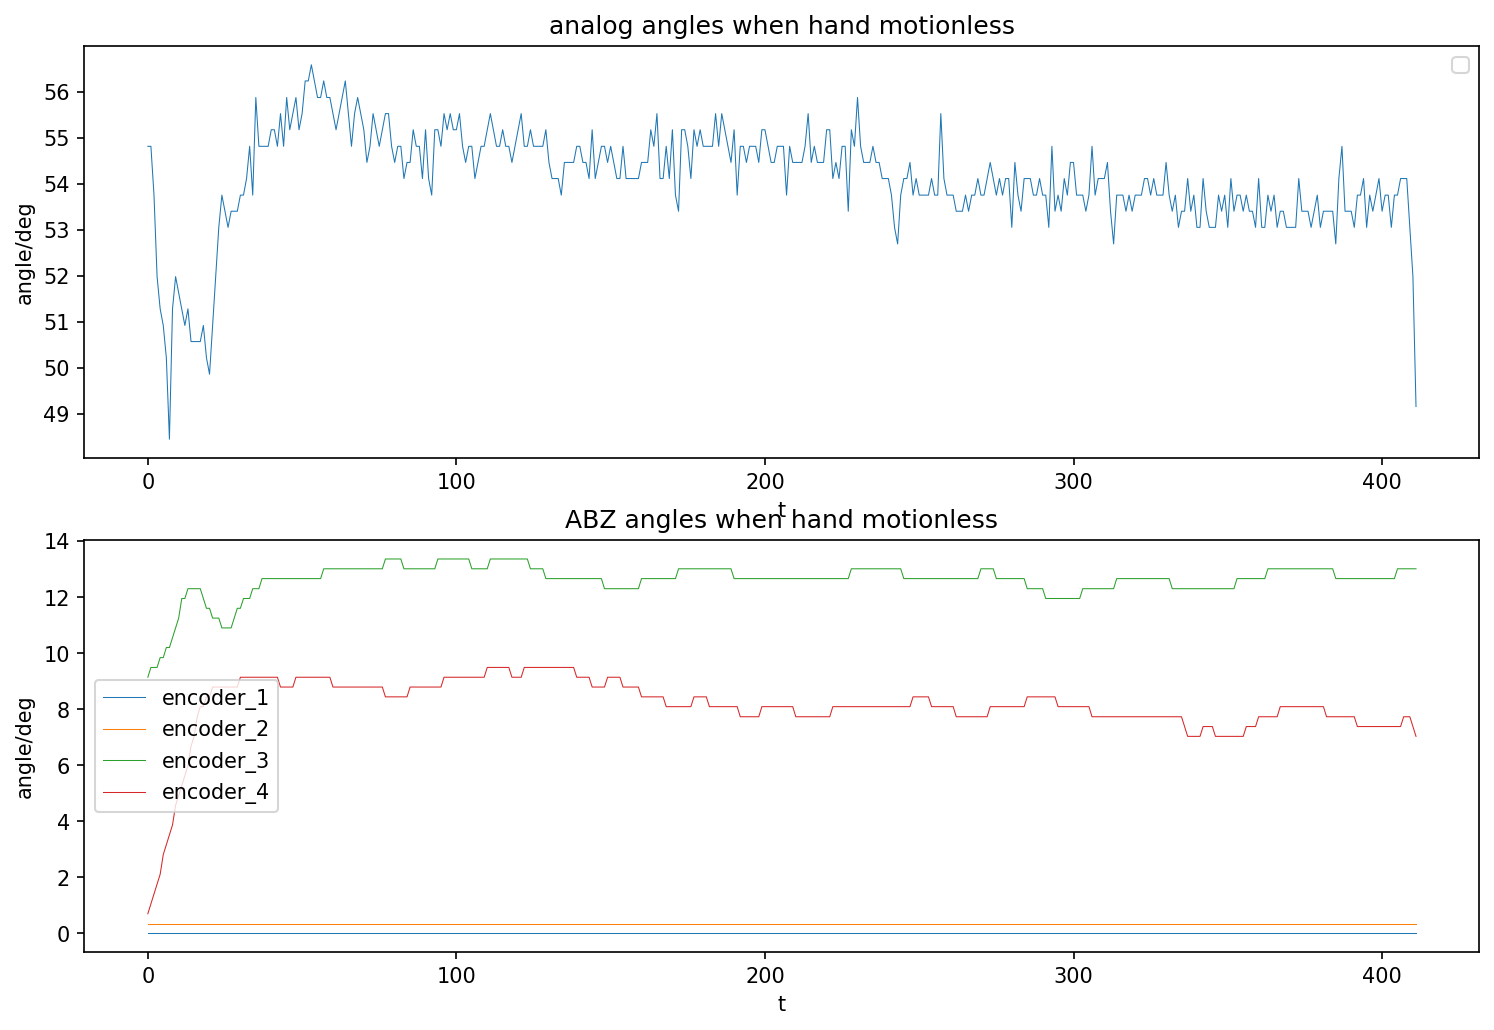 analog angles when hand motionless
angle/deg
56
55
54
53
52
51
50
49
0 100 200 300 400
t
ABZ angles when hand motionless
angle/deg
14
12
10
8
6
4
2
0
encoder_1
encoder_2
encoder_3
encoder_4
0 100 200 300 400
t